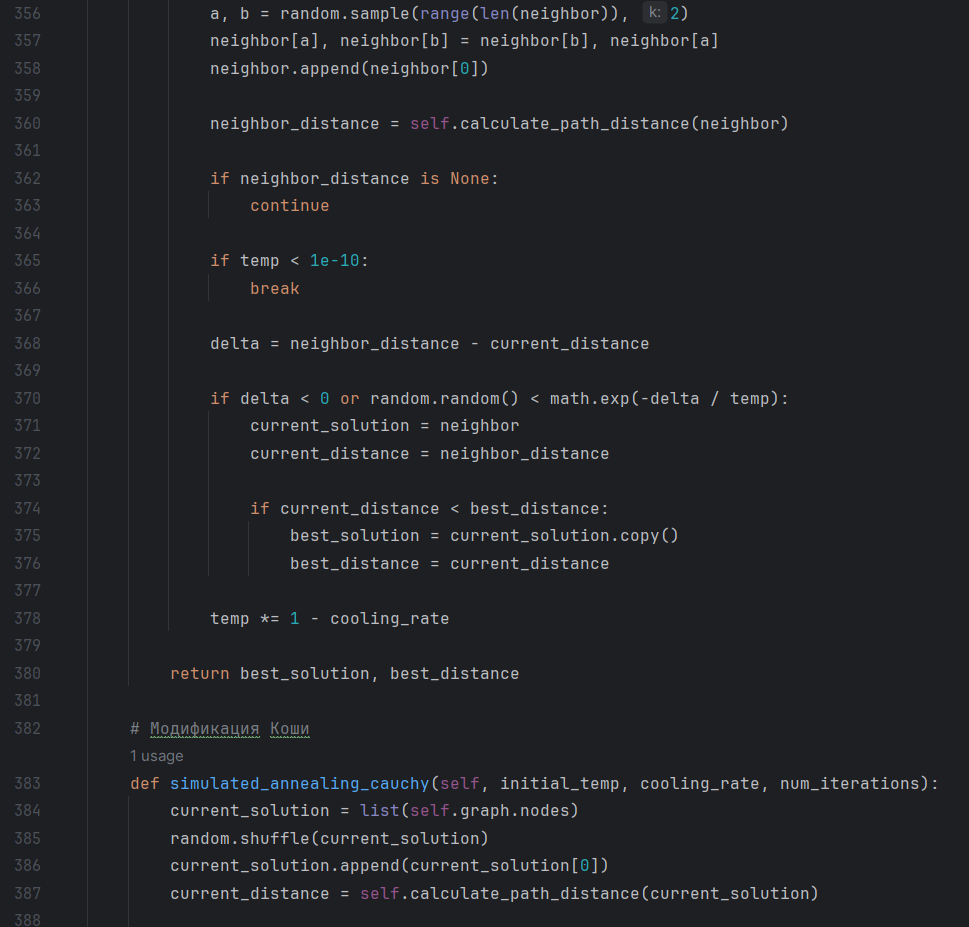 356 a, b = random.sample(range(len(neighbor)), k: 2)
357 neighbor[a], neighbor[b] = neighbor[b], neighbor[a]
358 neighbor.append(neighbor[0])
359
360 neighbor_distance = self.calculate_path_distance(neighbor)
361
362 if neighbor_distance is None:
363     continue
364
365 if temp < 1e-10:
366     break
367
368 delta = neighbor_distance - current_distance
369
370 if delta < 0 or random.random() < math.exp(-delta / temp):
371     current_solution = neighbor
372     current_distance = neighbor_distance
373
374     if current_distance < best_distance:
375         best_solution = current_solution.copy()
376         best_distance = current_distance
377
378 temp *= 1 - cooling_rate
379
380 return best_solution, best_distance
381
382 # Модификация Коши
1 usage
383 def simulated_annealing_cauchy(self, initial_temp, cooling_rate, num_iterations):
384     current_solution = list(self.graph.nodes)
385     random.shuffle(current_solution)
386     current_solution.append(current_solution[0])
387     current_distance = self.calculate_path_distance(current_solution)
388